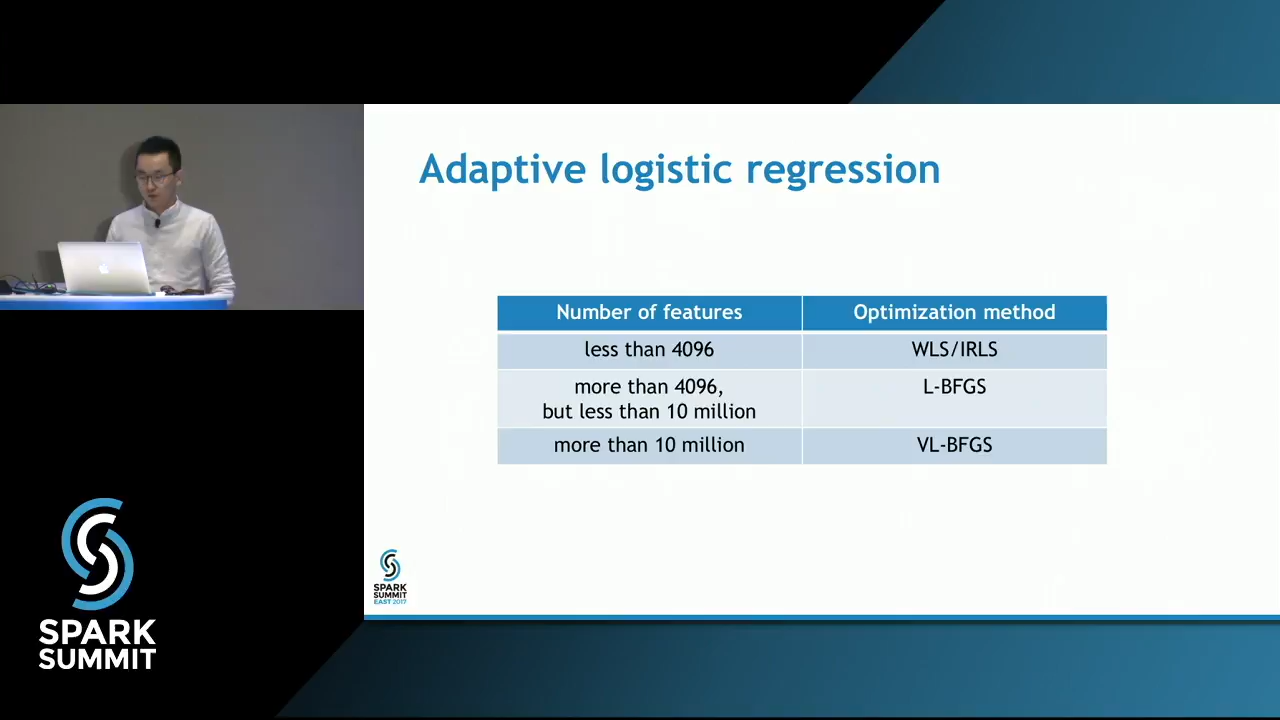 Adaptive logistic regression
Number of features
Optimization method
less than 4096
WLS/IRLS
more than 4096,
but less than 10 million
L-BFGS
more than 10 million
VL-BFGS
SPARK
SUMMIT
EAST 2017
SPARK
SUMMIT